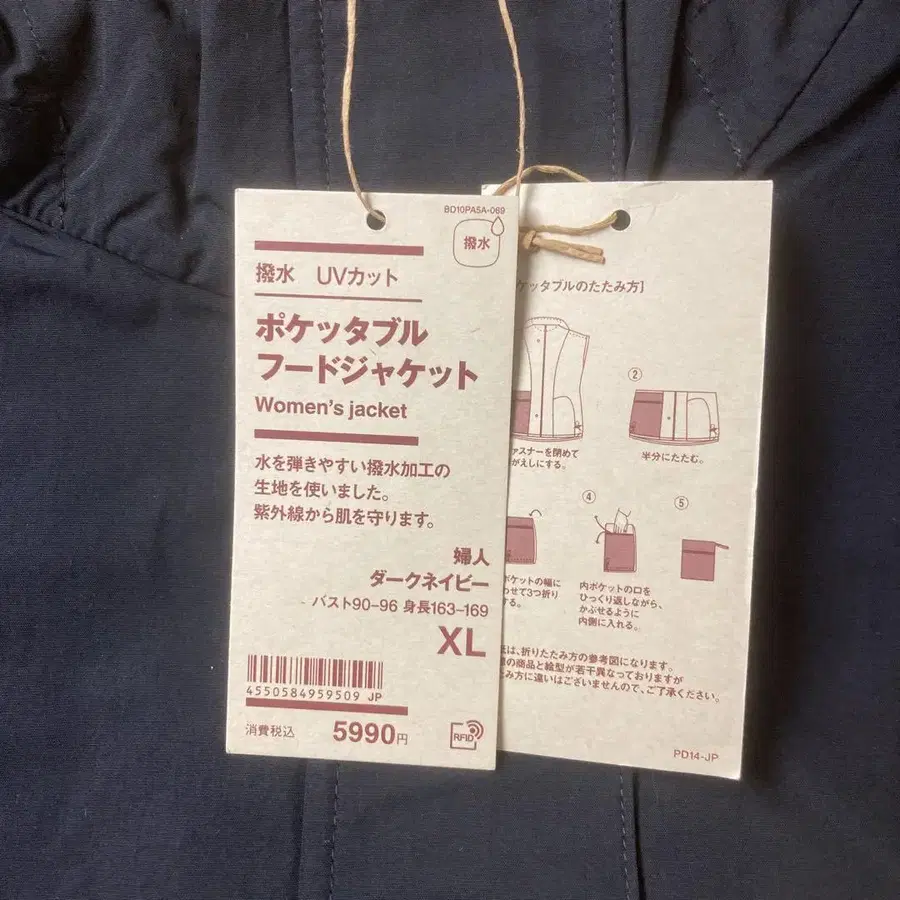 BD10PA5A-069
撥水
撥水 UVカット
ポケッタブル
フードジャケット
Women's jacket
水を弾きやすい撥水加工の
生地を使いました。
紫外線から肌を守ります。
婦人
ダークネイビー
バスト90-96 身長163-169
XL
4550584959509 JP
消費税込 5990円
RFID
ケッタブルのたたみ方]
②
ァスナーを閉めて
がえしにする。
半分にたたむ。
④
⑤
ポケットの幅に
わせて3つ折り
する。
内ポケットの口を
ひっくり返しながら、
かぶせるように
内側に入れる。
は、折りたたみ方の参考図になります。
の商品と絵型が若干異なっておりますが
たみ方に違いはございませんので、ご了承ください。
PD14-JP